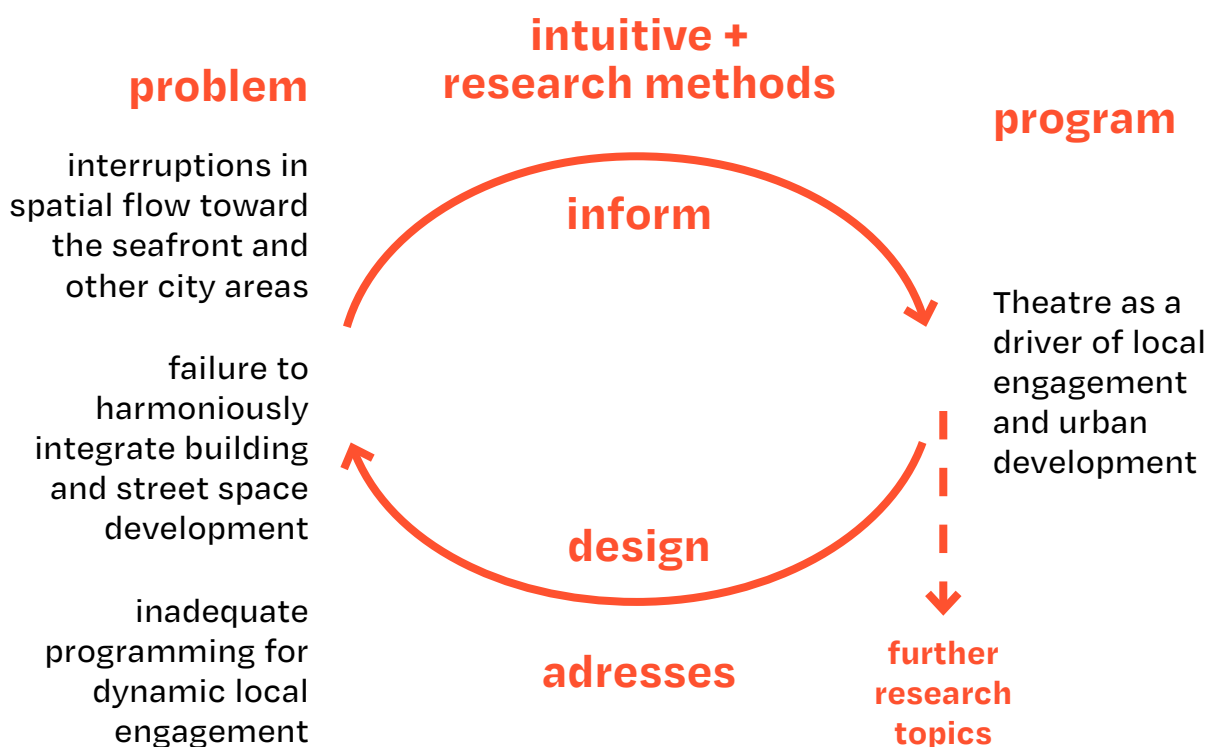 problem
interruptions in
spatial flow toward
the seafront and
other city areas
failure to
harmoniously
integrate building
and street space
development
inadequate
programming for
dynamic local
engagement
intuitive +
research methods
inform
design
adresses
program
Theatre as a
driver of local
engagement
and urban
development
further
research
topics